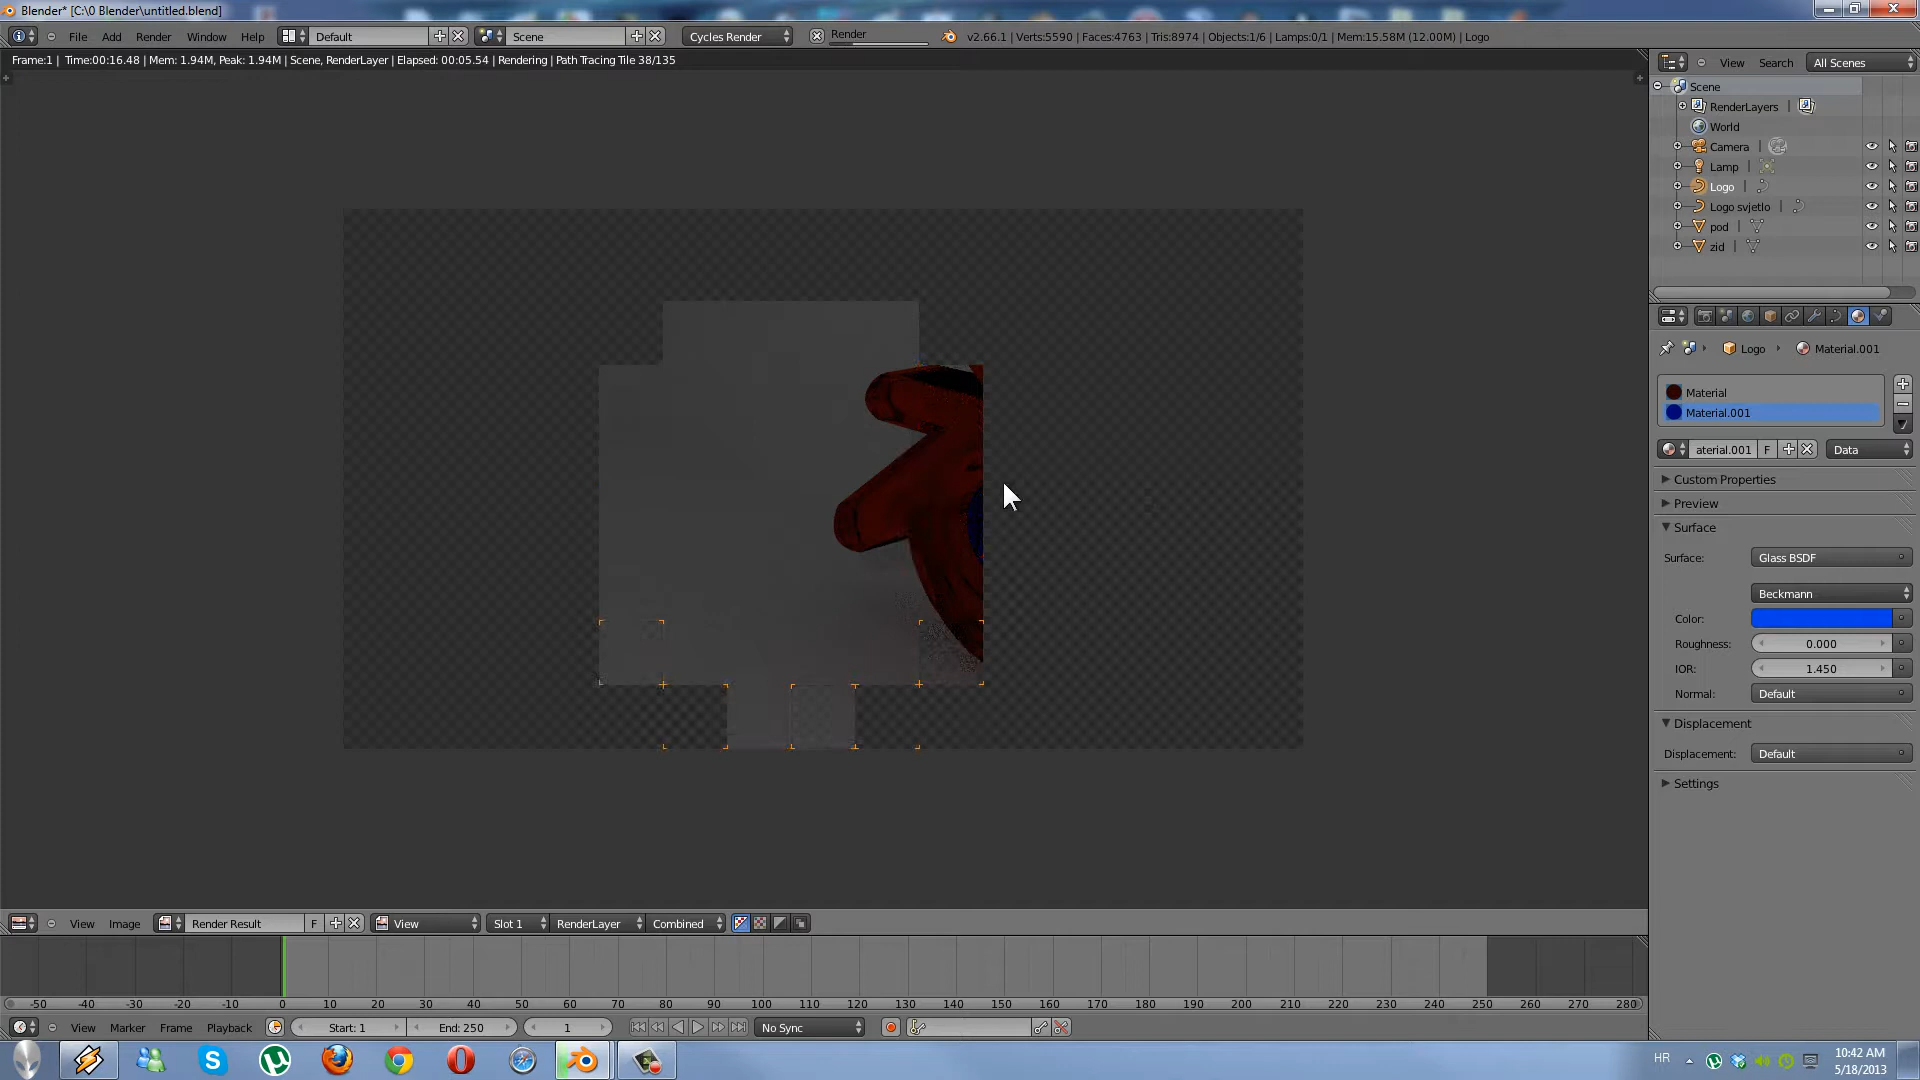 Blender* [C:\0 Blender\untitled.blend]
File Add Render Window Help Default Scene Cycles Render Render v2.66.1 | Verts:5590 | Faces:4763 | Tris:8974 | Objects:1/6 | Lamps:0/1 | Mem:15.58M (12.00M) | Logo
Frame:1 | Time:00:16.48 | Mem: 1.94M, Peak: 1.94M | Scene, RenderLayer | Elapsed: 00:05.54 | Rendering | Path Tracing Tile 38/135
View Search All Scenes
Scene
RenderLayers |
World
Camera |
Lamp |
Logo |
Logo svjetlo |
pod |
zid |
Logo Material.001
Material
Material.001
aterial.001 F Data
Custom Properties
Preview
Surface
Surface: Glass BSDF
Beckmann
Color:
Roughness: 0.000
IOR: 1.450
Normal: Default
Displacement
Displacement: Default
Settings
View Image Render Result F View Slot 1 RenderLayer Combined
-50 -40 -30 -20 -10 0 10 20 30 40 50 60 70 80 90 100 110 120 130 140 150 160 170 180 190 200 210 220 230 240 250 260 270 280
View Marker Frame Playback Start: 1 End: 250 1 No Sync
HR 10:42 AM
5/18/2013